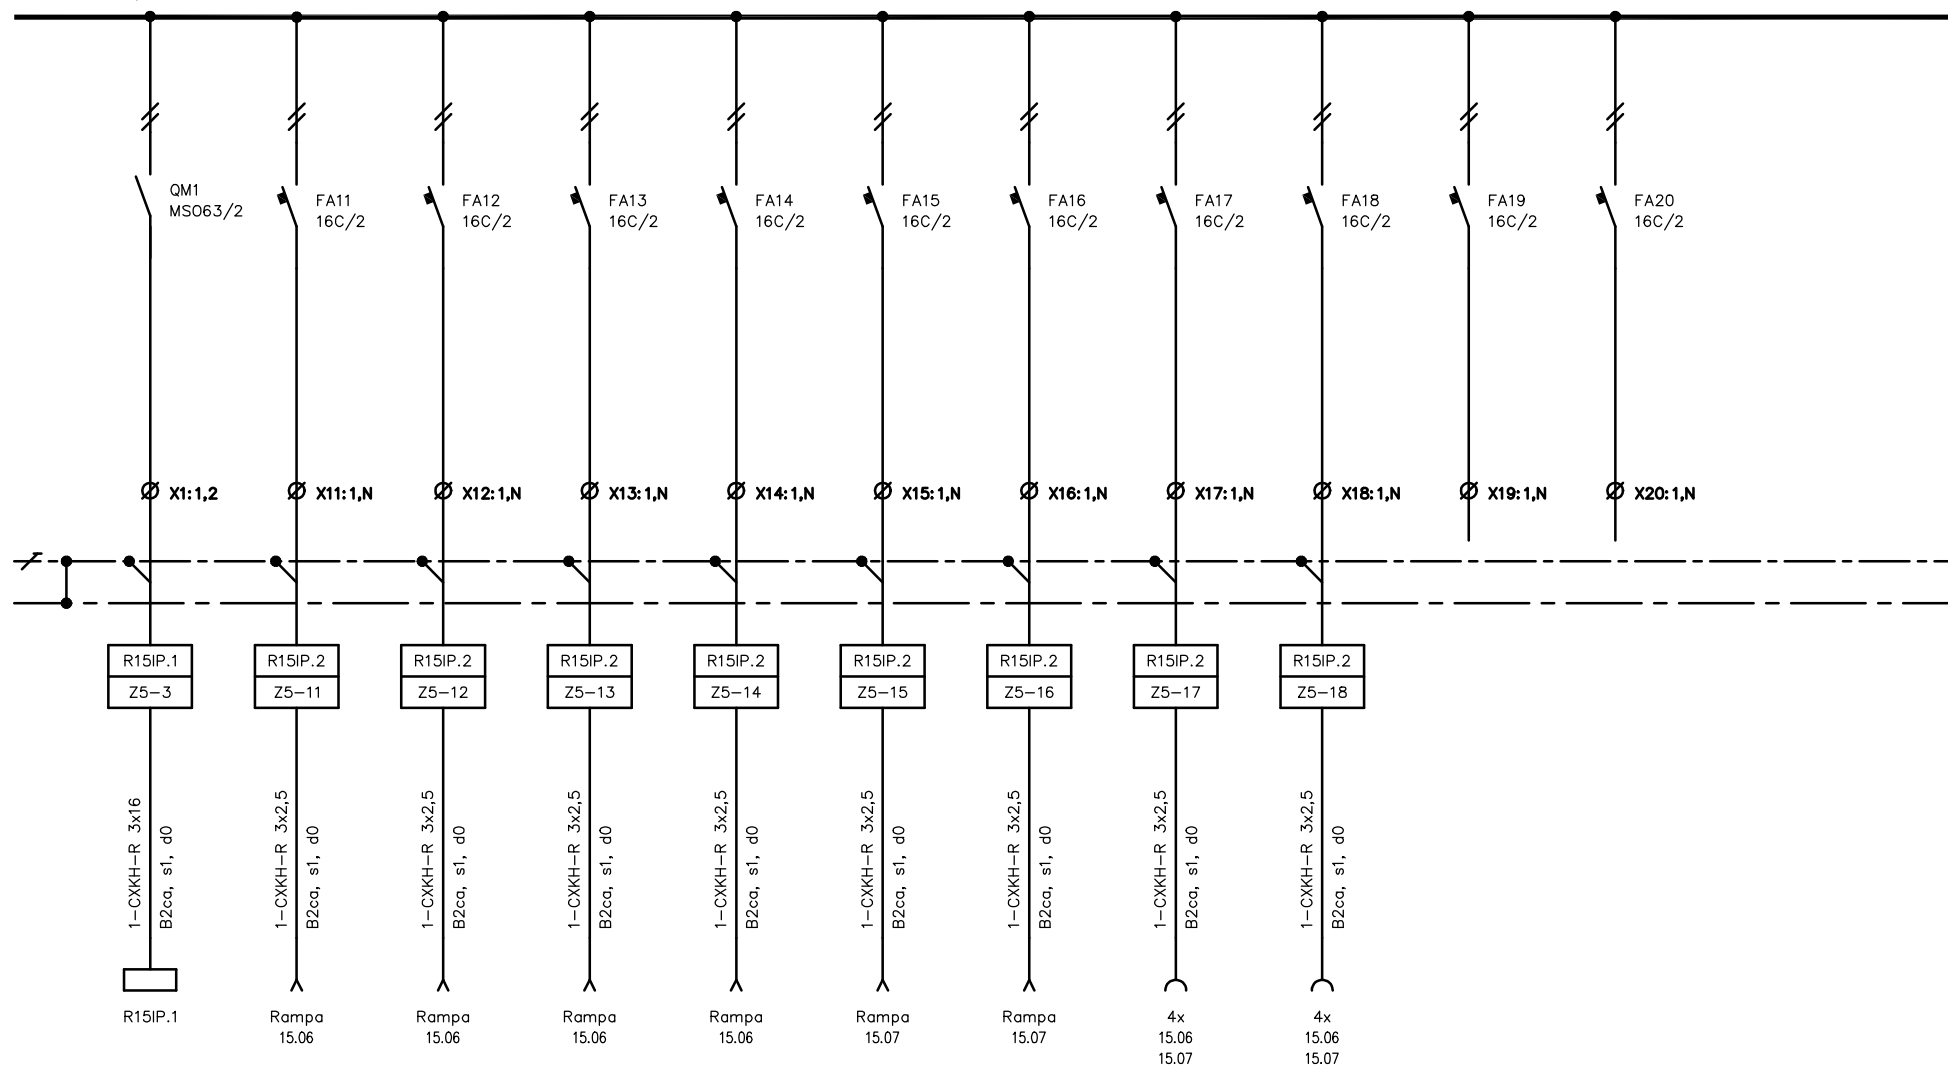 QM1
MSO63/2
FA11
16C/2
FA12
16C/2
FA13
16C/2
FA14
16C/2
FA15
16C/2
FA16
16C/2
FA17
16C/2
FA18
16C/2
FA19
16C/2
FA20
16C/2
X1:1,2
X11:1,N
X12:1,N
X13:1,N
X14:1,N
X15:1,N
X16:1,N
X17:1,N
X18:1,N
X19:1,N
X20:1,N
R15IP.1
Z5-3
R15IP.2
Z5-11
R15IP.2
Z5-12
R15IP.2
Z5-13
R15IP.2
Z5-14
R15IP.2
Z5-15
R15IP.2
Z5-16
R15IP.2
Z5-17
R15IP.2
Z5-18
1-CXKH-R 3x16
B2ca, s1, d0
1-CXKH-R 3x2,5
B2ca, s1, d0
1-CXKH-R 3x2,5
B2ca, s1, d0
1-CXKH-R 3x2,5
B2ca, s1, d0
1-CXKH-R 3x2,5
B2ca, s1, d0
1-CXKH-R 3x2,5
B2ca, s1, d0
1-CXKH-R 3x2,5
B2ca, s1, d0
1-CXKH-R 3x2,5
B2ca, s1, d0
1-CXKH-R 3x2,5
B2ca, s1, d0
R15IP.1
Rampa
15.06
Rampa
15.06
Rampa
15.06
Rampa
15.06
Rampa
15.07
Rampa
15.07
4x
15.06
15.07
4x
15.06
15.07